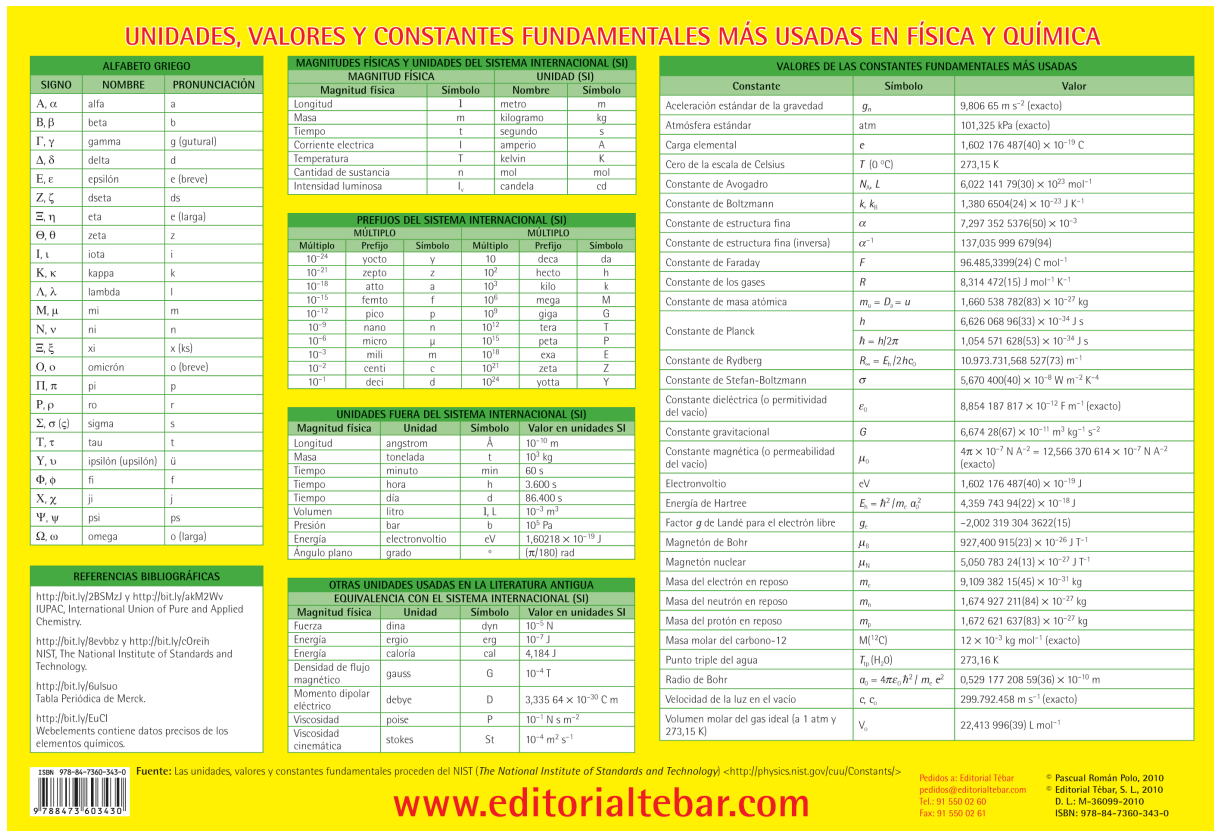 UNIDADES, VALORES Y CONSTANTES FUNDAMENTALES MÁS USADAS EN FÍSICA Y QUÍMICA
ALFABETO GRIEGO
SIGNO NOMBRE PRONUNCIACIÓN
Α, α alfa a
Β, β beta b
Γ, γ gamma g (gutural)
Δ, δ delta d
Ε, ε epsilón e (breve)
Ζ, ζ dseta ds
Ξ, η eta e (larga)
Θ, θ zeta z
Ι, ι iota i
Κ, κ kappa k
Λ, λ lambda l
Μ, μ mi m
Ν, ν ni n
Ξ, ξ xi x (ks)
Ο, ο omicrón o (breve)
Π, π pi p
Ρ, ρ ro r
Σ, σ (ς) sigma s
Τ, τ tau t
Υ, υ ipsilón (upsilón) ü
Φ, ϕ fi f
Χ, χ ji j
Ψ, ψ psi ps
Ω, ω omega o (larga)
REFERENCIAS BIBLIOGRÁFICAS
http://bit.ly/2BSMzJ y http://bit.ly/akM2Wv
IUPAC, International Union of Pure and Applied
Chemistry.
http://bit.ly/8evbbz y http://bit.ly/cOreih
NIST, The National Institute of Standards and
Technology.
http://bit.ly/6ulsuo
Tabla Periódica de Merck.
http://bit.ly/EuCl
Webelements contiene datos precisos de los
elementos químicos.
MAGNITUDES FÍSICAS Y UNIDADES DEL SISTEMA INTERNACIONAL (SI)
MAGNITUD FÍSICA UNIDAD (SI)
Magnitud física Símbolo Nombre Símbolo
Longitud l metro m
Masa m kilogramo kg
Tiempo t segundo s
Corriente electrica I amperio A
Temperatura T kelvin K
Cantidad de sustancia n mol mol
Intensidad luminosa Iᵥ candela cd
PREFIJOS DEL SISTEMA INTERNACIONAL (SI)
MÚLTIPLO MÚLTIPLO
Múltiplo Prefijo Símbolo Múltiplo Prefijo Símbolo
10⁻²⁴ yocto y 10 deca da
10⁻²¹ zepto z 10² hecto h
10⁻¹⁸ atto a 10³ kilo k
10⁻¹⁵ femto f 10⁶ mega M
10⁻¹² pico p 10⁹ giga G
10⁻⁹ nano n 10¹² tera T
10⁻⁶ micro μ 10¹⁵ peta P
10⁻³ mili m 10¹⁸ exa E
10⁻² centi c 10²¹ zeta Z
10⁻¹ deci d 10²⁴ yotta Y
UNIDADES FUERA DEL SISTEMA INTERNACIONAL (SI)
Magnitud física Unidad Símbolo Valor en unidades SI
Longitud angstrom Å 10⁻¹⁰ m
Masa tonelada t 10³ kg
Tiempo minuto min 60 s
Tiempo hora h 3.600 s
Tiempo día d 86.400 s
Volumen litro l, L 10⁻³ m³
Presión bar b 10⁵ Pa
Energía electronvoltio eV 1,60218 × 10⁻¹⁹ J
Ángulo plano grado ° (π/180) rad
OTRAS UNIDADES USADAS EN LA LITERATURA ANTIGUA
EQUIVALENCIA CON EL SISTEMA INTERNACIONAL (SI)
Magnitud física Unidad Símbolo Valor en unidades SI
Fuerza dina dyn 10⁻⁵ N
Energía ergio erg 10⁻⁷ J
Energía caloría cal 4,184 J
Densidad de flujo
magnético gauss G 10⁻⁴ T
Momento dipolar
eléctrico debye D 3,335 64 × 10⁻³⁰ C m
Viscosidad poise P 10⁻¹ N s m⁻²
Viscosidad
cinemática stokes St 10⁻⁴ m² s⁻¹
VALORES DE LAS CONSTANTES FUNDAMENTALES MÁS USADAS
Constante Símbolo Valor
Aceleración estándar de la gravedad gₙ 9,806 65 m s⁻² (exacto)
Atmósfera estándar atm 101,325 kPa (exacto)
Carga elemental e 1,602 176 487(40) × 10⁻¹⁹ C
Cero de la escala de Celsius T (0 °C) 273,15 K
Constante de Avogadro N_A, L 6,022 141 79(30) × 10²³ mol⁻¹
Constante de Boltzmann k, k_B 1,380 6504(24) × 10⁻²³ J K⁻¹
Constante de estructura fina α 7,297 352 5376(50) × 10⁻³
Constante de estructura fina (inversa) α⁻¹ 137,035 999 679(94)
Constante de Faraday F 96.485,3399(24) C mol⁻¹
Constante de los gases R 8,314 472(15) J mol⁻¹ K⁻¹
Constante de masa atómica mᵤ = Dₐ = u 1,660 538 782(83) × 10⁻²⁷ kg
Constante de Planck h 6,626 068 96(33) × 10⁻³⁴ J s
ħ = h/2π 1,054 571 628(53) × 10⁻³⁴ J s
Constante de Rydberg R∞ = Eₕ/2hc₀ 10.973.731,568 527(73) m⁻¹
Constante de Stefan-Boltzmann σ 5,670 400(40) × 10⁻⁸ W m⁻² K⁻⁴
Constante dieléctrica (o permitividad
del vacío) ε₀ 8,854 187 817 × 10⁻¹² F m⁻¹ (exacto)
Constante gravitacional G 6,674 28(67) × 10⁻¹¹ m³ kg⁻¹ s⁻²
Constante magnética (o permeabilidad
del vacío) μ₀ 4π × 10⁻⁷ N A⁻² = 12,566 370 614 × 10⁻⁷ N A⁻²
(exacto)
Electronvoltio eV 1,602 176 487(40) × 10⁻¹⁹ J
Energía de Hartree Eₕ = ħ²/mₑ a₀² 4,359 743 94(22) × 10⁻¹⁸ J
Factor g de Landé para el electrón libre gₑ −2,002 319 304 3622(15)
Magnetón de Bohr μ_B 927,400 915(23) × 10⁻²⁶ J T⁻¹
Magnetón nuclear μ_N 5,050 783 24(13) × 10⁻²⁷ J T⁻¹
Masa del electrón en reposo mₑ 9,109 382 15(45) × 10⁻³¹ kg
Masa del neutrón en reposo mₙ 1,674 927 211(84) × 10⁻²⁷ kg
Masa del protón en reposo mₚ 1,672 621 637(83) × 10⁻²⁷ kg
Masa molar del carbono-12 M(¹²C) 12 × 10⁻³ kg mol⁻¹ (exacto)
Punto triple del agua Tₜₚ (H₂0) 273,16 K
Radio de Bohr a₀ = 4πε₀ ħ² / mₑ e² 0,529 177 208 59(36) × 10⁻¹⁰ m
Velocidad de la luz en el vacío c, c₀ 299.792.458 m s⁻¹ (exacto)
Volumen molar del gas ideal (a 1 atm y
273,15 K) V₀ 22,413 996(39) L mol⁻¹
ISBN 978-84-7360-343-0
9 788473 603430
Fuente: Las unidades, valores y constantes fundamentales proceden del NIST (The National Institute of Standards and Technology) <http://physics.nist.gov/cuu/Constants/>
www.editorialtebar.com
Pedidos a: Editorial Tébar
pedidos@editorialtebar.com
Tel.: 91 550 02 60
Fax: 91 550 02 61
© Pascual Román Polo, 2010
© Editorial Tébar, S. L., 2010
D. L.: M-36099-2010
ISBN: 978-84-7360-343-0